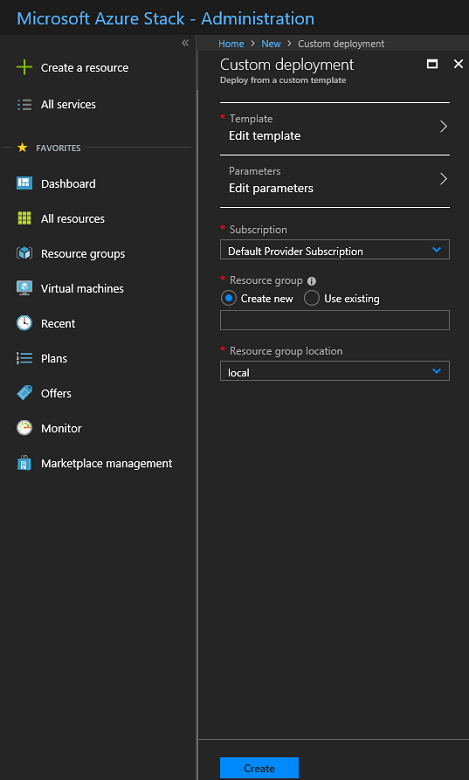 Microsoft Azure Stack - Administration
Create a resource
All services
FAVORITES
Dashboard
All resources
Resource groups
Virtual machines
Recent
Plans
Offers
Monitor
Marketplace management
Home > New > Custom deployment
Custom deployment
Deploy from a custom template
* Template
Edit template
Parameters
Edit parameters
* Subscription
Default Provider Subscription
* Resource group
Create new Use existing
* Resource group location
local
Create